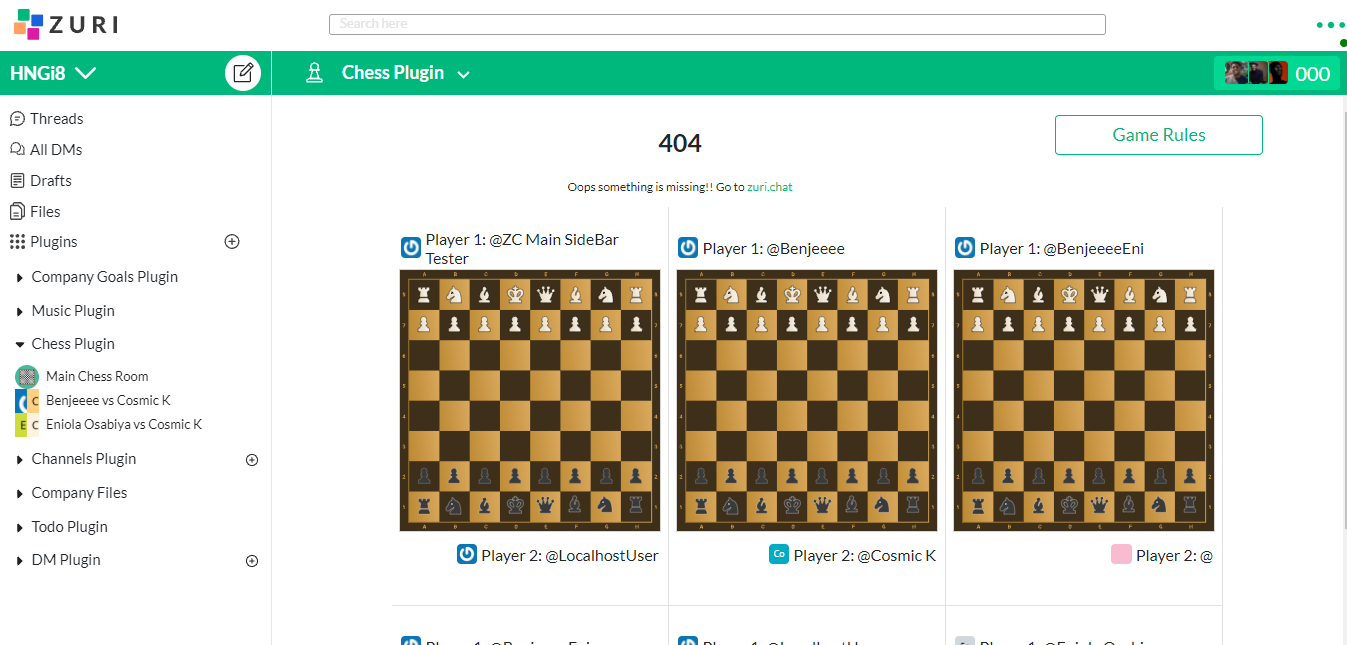 ZURI
Search here
HNGi8
Chess Plugin
000
Threads
All DMs
Drafts
Files
Plugins
Company Goals Plugin
Music Plugin
Chess Plugin
Main Chess Room
Benjeeee vs Cosmic K
E C Eniola Osabiya vs Cosmic K
Channels Plugin
Company Files
Todo Plugin
DM Plugin
404
Game Rules
Oops something is missing!! Go to zuri.chat
Player 1: @ZC Main SideBar
Tester
Player 1: @Benjeeee
Player 1: @BenjeeeeEni
A B C D E F G H
A B C D E F G H
A B C D E F G H
A B C D E F G H
A B C D E F G H
A B C D E F G H
Player 2: @LocalhostUser
Co Player 2: @Cosmic K
Player 2: @